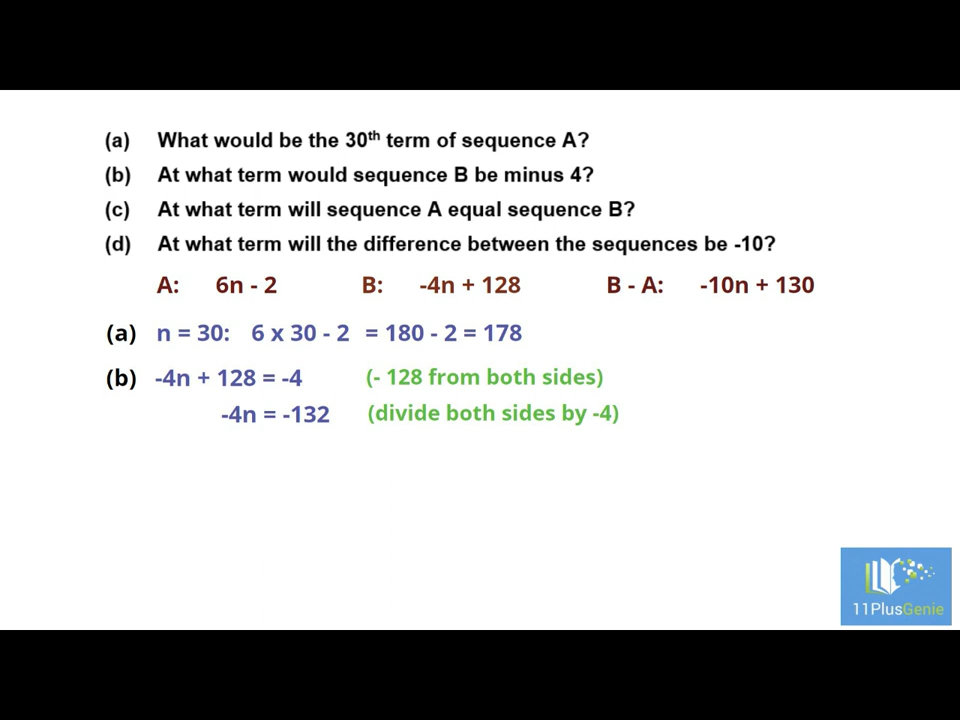 (a) What would be the 30th term of sequence A?
(b) At what term would sequence B be minus 4?
(c) At what term will sequence A equal sequence B?
(d) At what term will the difference between the sequences be -10?
A: 6n - 2 B: -4n + 128 B - A: -10n + 130
(a) n = 30: 6 x 30 - 2 = 180 - 2 = 178
(b) -4n + 128 = -4 (- 128 from both sides)
-4n = -132 (divide both sides by -4)
11PlusGenie